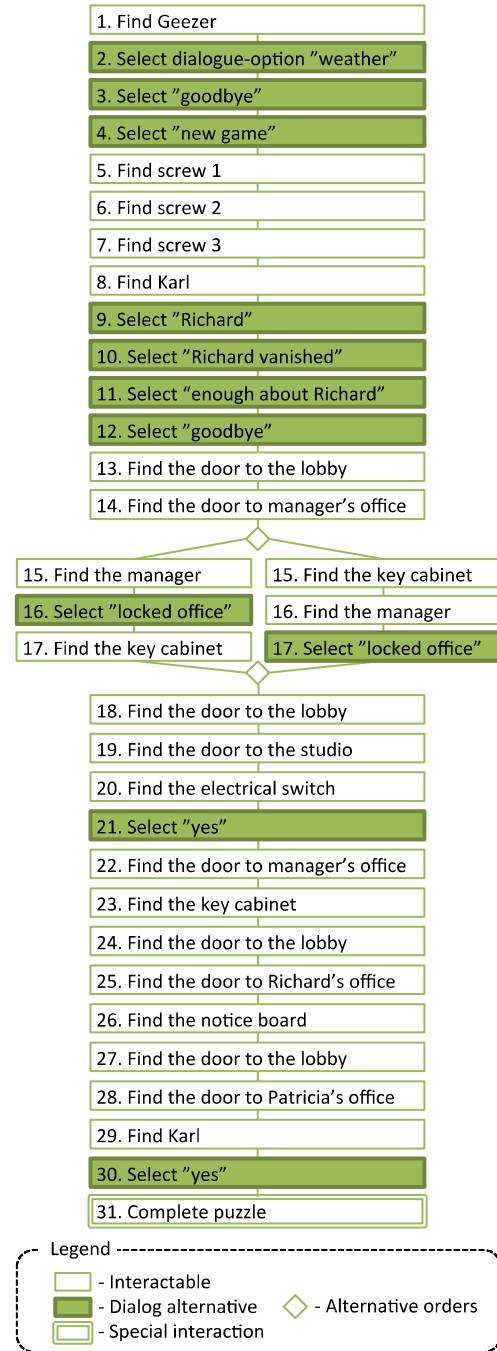 1. Find Geezer
2. Select dialogue-option ”weather”
3. Select ”goodbye”
4. Select ”new game”
5. Find screw 1
6. Find screw 2
7. Find screw 3
8. Find Karl
9. Select ”Richard”
10. Select ”Richard vanished”
11. Select “enough about Richard”
12. Select ”goodbye”
13. Find the door to the lobby
14. Find the door to manager’s office
15. Find the manager
16. Select ”locked office”
17. Find the key cabinet
15. Find the key cabinet
16. Find the manager
17. Select ”locked office”
18. Find the door to the lobby
19. Find the door to the studio
20. Find the electrical switch
21. Select ”yes”
22. Find the door to manager’s office
23. Find the key cabinet
24. Find the door to the lobby
25. Find the door to Richard’s office
26. Find the notice board
27. Find the door to the lobby
28. Find the door to Patricia’s office
29. Find Karl
30. Select ”yes”
31. Complete puzzle
Legend
- Interactable
- Dialog alternative
- Special interaction
- Alternative orders